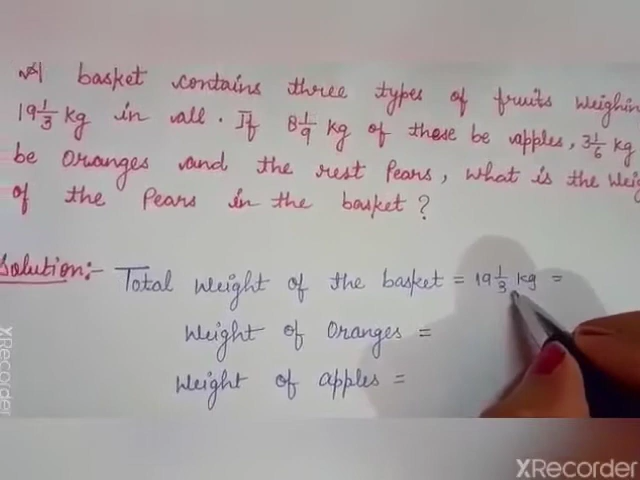 A basket contains three types of fruits weighin
19 1/3 kg in all. If 8 1/9 kg of these be apples, 3 1/6 kg
be Oranges and the rest Pears, What is the Weig
of the Pears in the basket?
Solution:- Total Weight of the basket = 19 1/3 kg =
Weight of Oranges =
Weight of apples =
XRecorder
XRecorder